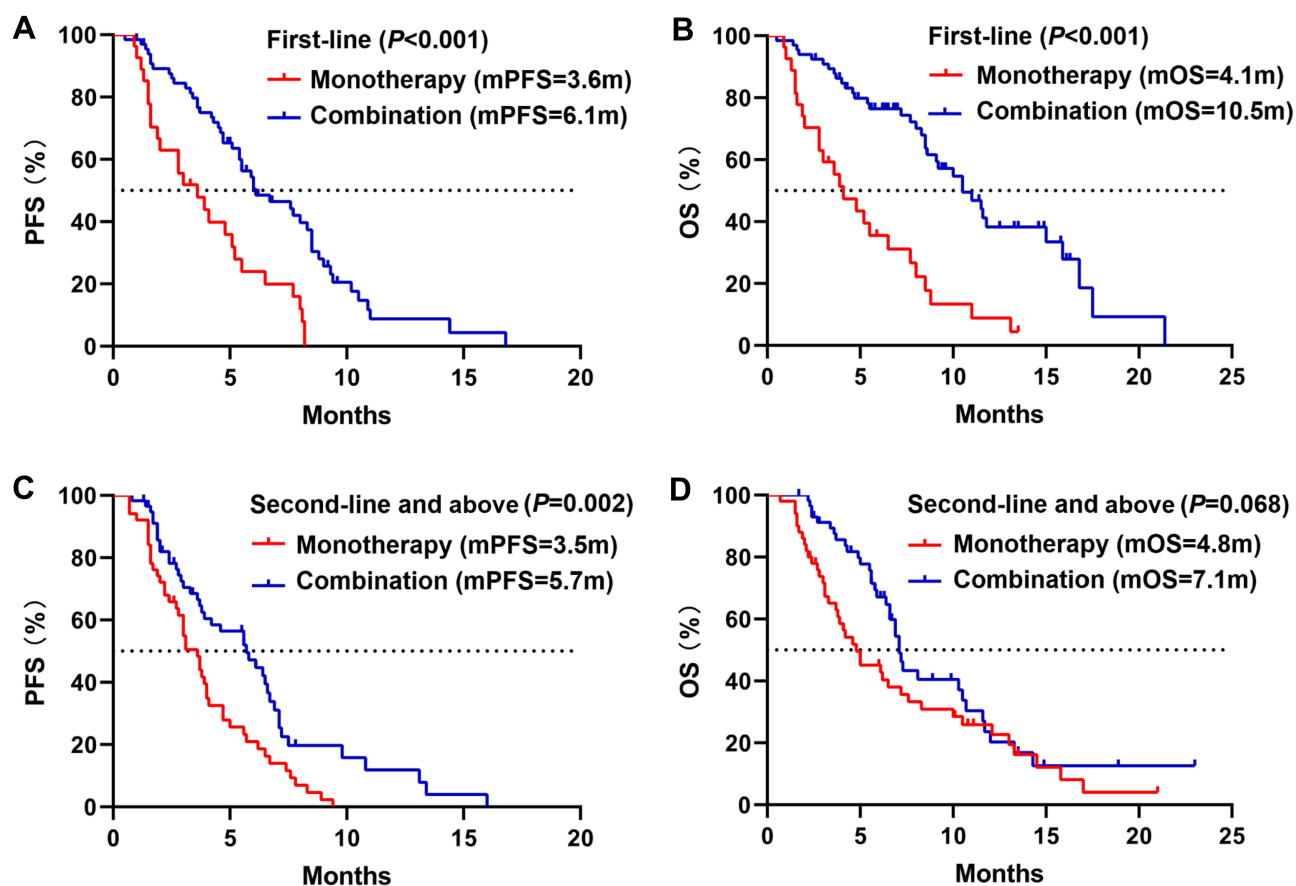 A
First-line (P<0.001)
Monotherapy (mPFS=3.6m)
Combination (mPFS=6.1m)
PFS (%)
100
80
60
40
20
0
0 5 10 15 20
Months
B
First-line (P<0.001)
Monotherapy (mOS=4.1m)
Combination (mOS=10.5m)
OS (%)
100
80
60
40
20
0
0 5 10 15 20 25
Months
C
Second-line and above (P=0.002)
Monotherapy (mPFS=3.5m)
Combination (mPFS=5.7m)
PFS (%)
100
80
60
40
20
0
0 5 10 15 20
Months
D
Second-line and above (P=0.068)
Monotherapy (mOS=4.8m)
Combination (mOS=7.1m)
OS (%)
100
80
60
40
20
0
0 5 10 15 20 25
Months